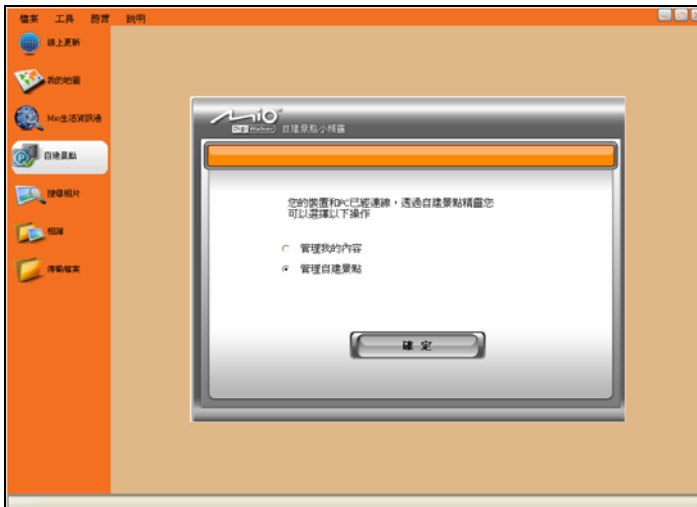 檔案 工具 說明
線上更新
我的地圖
Mio生活資訊通
自建景點
搜尋相片
相簿
傳輸檔案
Mio
DigiWalker 自建景點小精靈
您的裝置和PC已經連線，透過自建景點精靈您
可以選擇以下操作
管理我的內容
管理自建景點
確 定